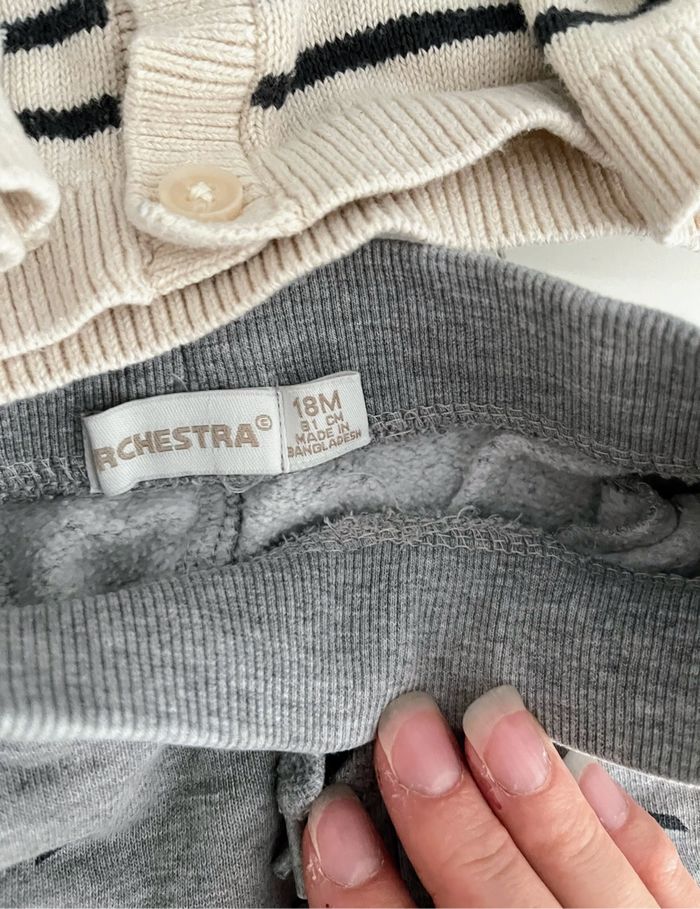 RCHESTRA©
18M
81 CM
MADE IN
BANGLADESH